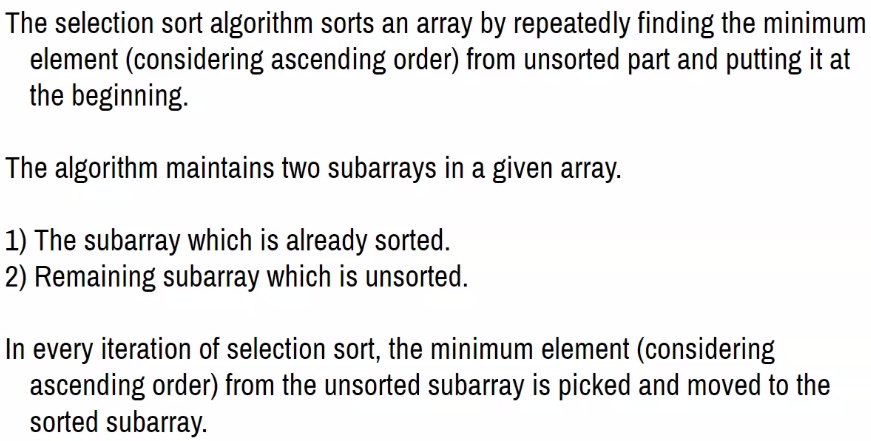 The selection sort algorithm sorts an array by repeatedly finding the minimum
element (considering ascending order) from unsorted part and putting it at
the beginning.
The algorithm maintains two subarrays in a given array.
1) The subarray which is already sorted.
2) Remaining subarray which is unsorted.
In every iteration of selection sort, the minimum element (considering
ascending order) from the unsorted subarray is picked and moved to the
sorted subarray.